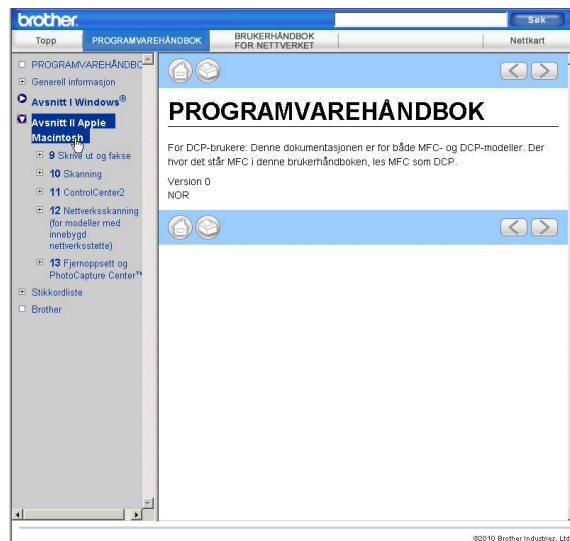 brother.
Søk
Topp
PROGRAMVAREHÅNDBOK
BRUKERHÅNDBOK
FOR NETTVERKET
Nettkart
PROGRAMVAREHÅNDBO
Generell informasjon
Avsnitt I Windows®
Avsnitt II Apple
Macintosh
9 Skrive ut og fakse
10 Skanning
11 ControlCenter2
12 Nettverksskanning
(for modeller med
innebygd
nettverksstøtte)
13 Fjernoppsett og
PhotoCapture Center™
Stikkordliste
Brother
PROGRAMVAREHÅNDBOK
For DCP-brukere: Denne dokumentasjonen er for både MFC- og DCP-modeller. Der
hvor det står MFC i denne brukerhåndboken, les MFC som DCP.
Version 0
NOR
©2010 Brother Industries, Ltd